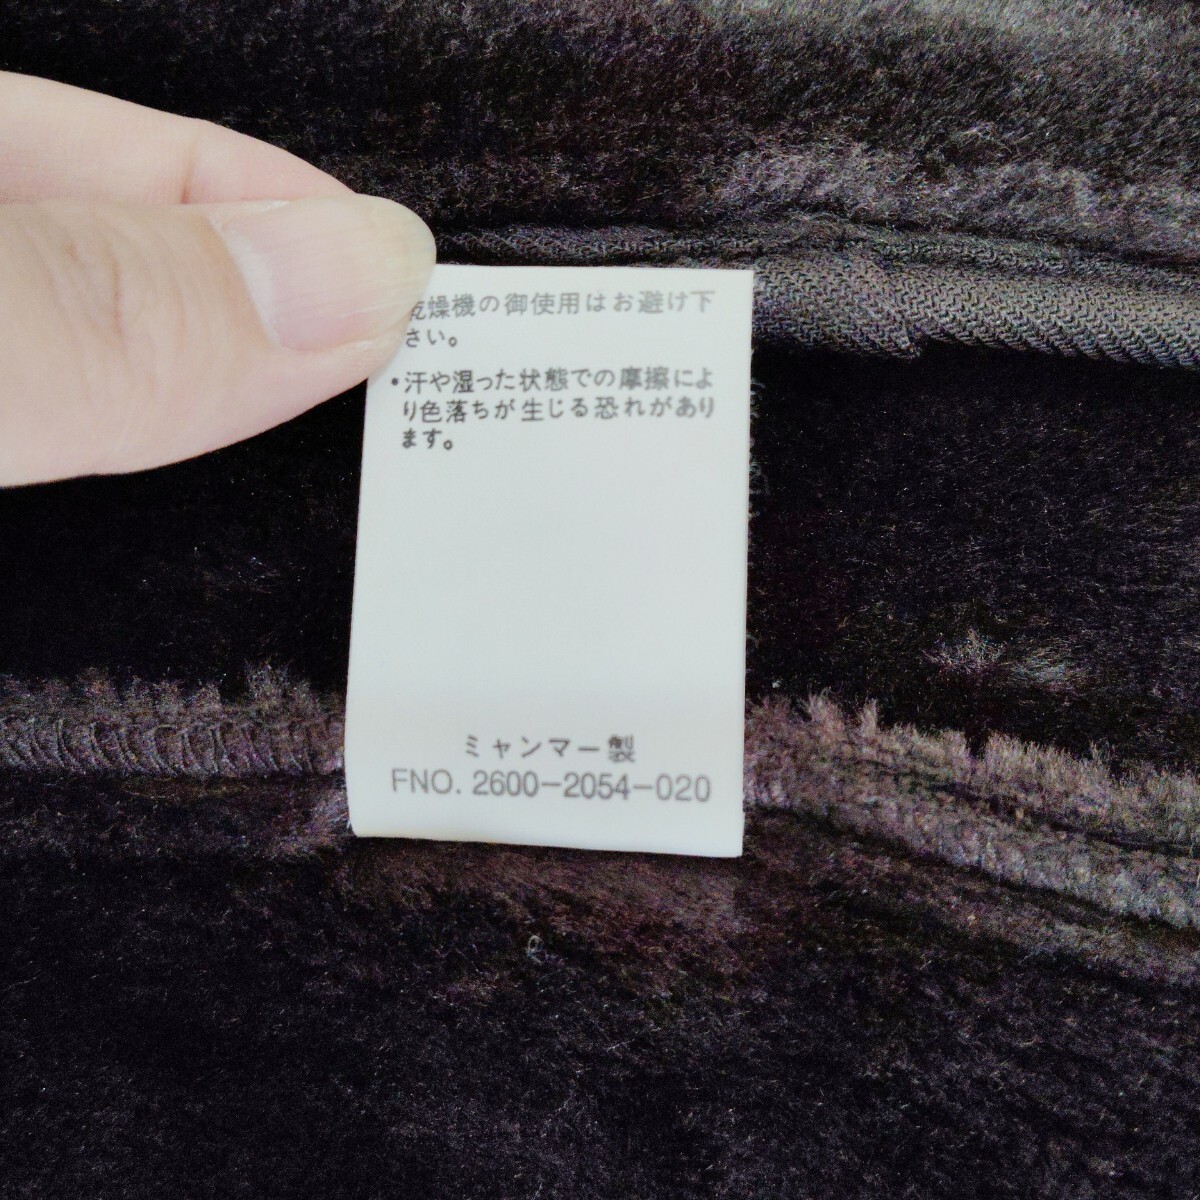 乾燥機の御使用はお避け下
さい。
・汗や湿った状態での摩擦によ
り色落ちが生じる恐れがあり
ます。
ミャンマー製
FNO. 2600-2054-020